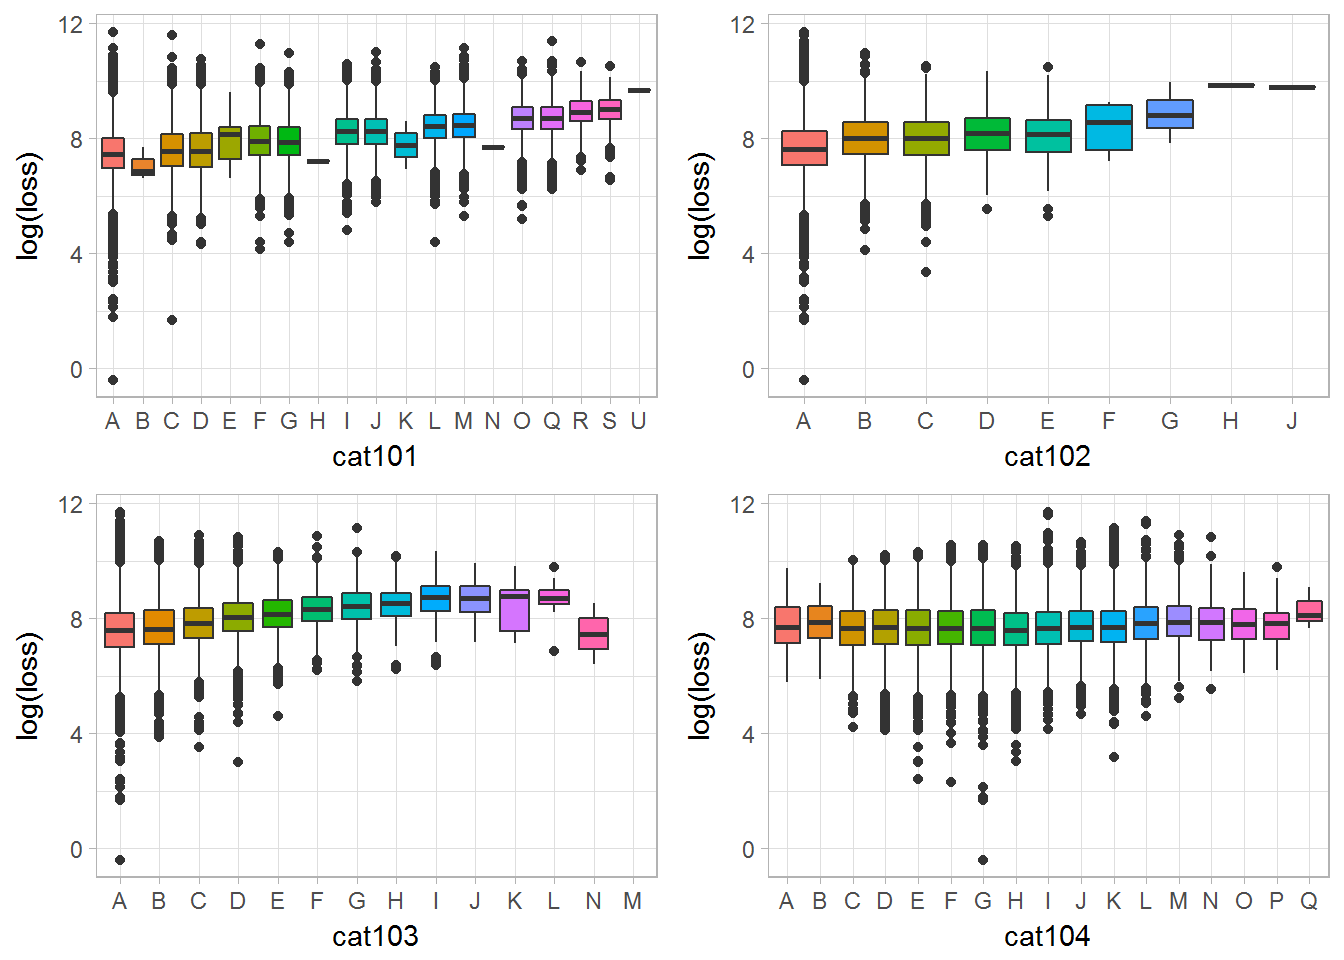 12
8
4
0
log(loss)
A B C D E F G H I J K L M N O Q R S U
cat101
12
8
4
0
log(loss)
A B C D E F G H J
cat102
12
8
4
0
log(loss)
A B C D E F G H I J K L N M
cat103
12
8
4
0
log(loss)
A B C D E F G H I J K L M N O P Q
cat104